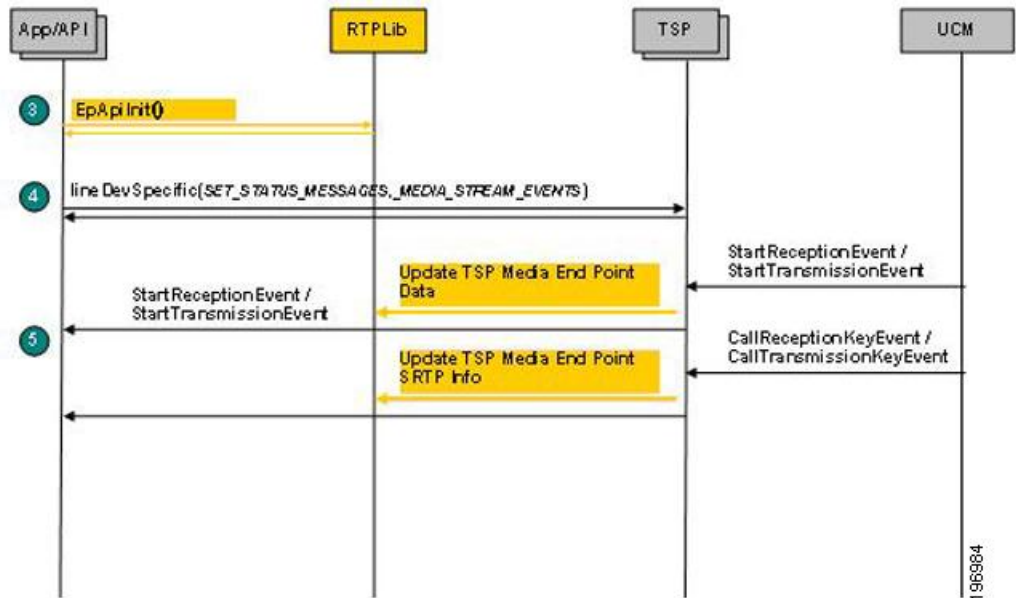 App/API
RTPLib
TSP
UCM
3
EpApiInit()
4
lineDevSpecific(SET_STATUS_MESSAGES,_MEDIA_STREAM_EVENTS)
StartReceptionEvent /
StartTransmissionEvent
Update TSP Media End Point
Data
StartReceptionEvent /
StartTransmissionEvent
5
CallReceptionKeyEvent /
CallTransmissionKeyEvent
Update TSP Media End Point
SRTP Info
196984